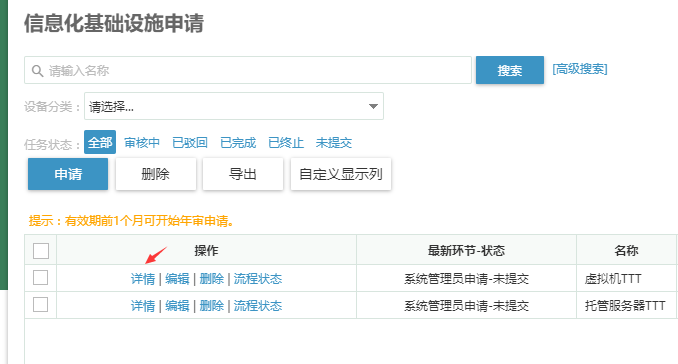 信息化基础设施申请
请输入名称 搜索 [高级搜索]
设备分类： 请选择...
任务状态： 全部 审核中 已驳回 已完成 已终止 未提交
申请 删除 导出 自定义显示列
提示：有效期前1个月可开始年审申请。
操作 最新环节-状态 名称
详情 | 编辑 | 删除 | 流程状态 系统管理员申请-未提交 虚拟机TTT
详情 | 编辑 | 删除 | 流程状态 系统管理员申请-未提交 托管服务器TTT